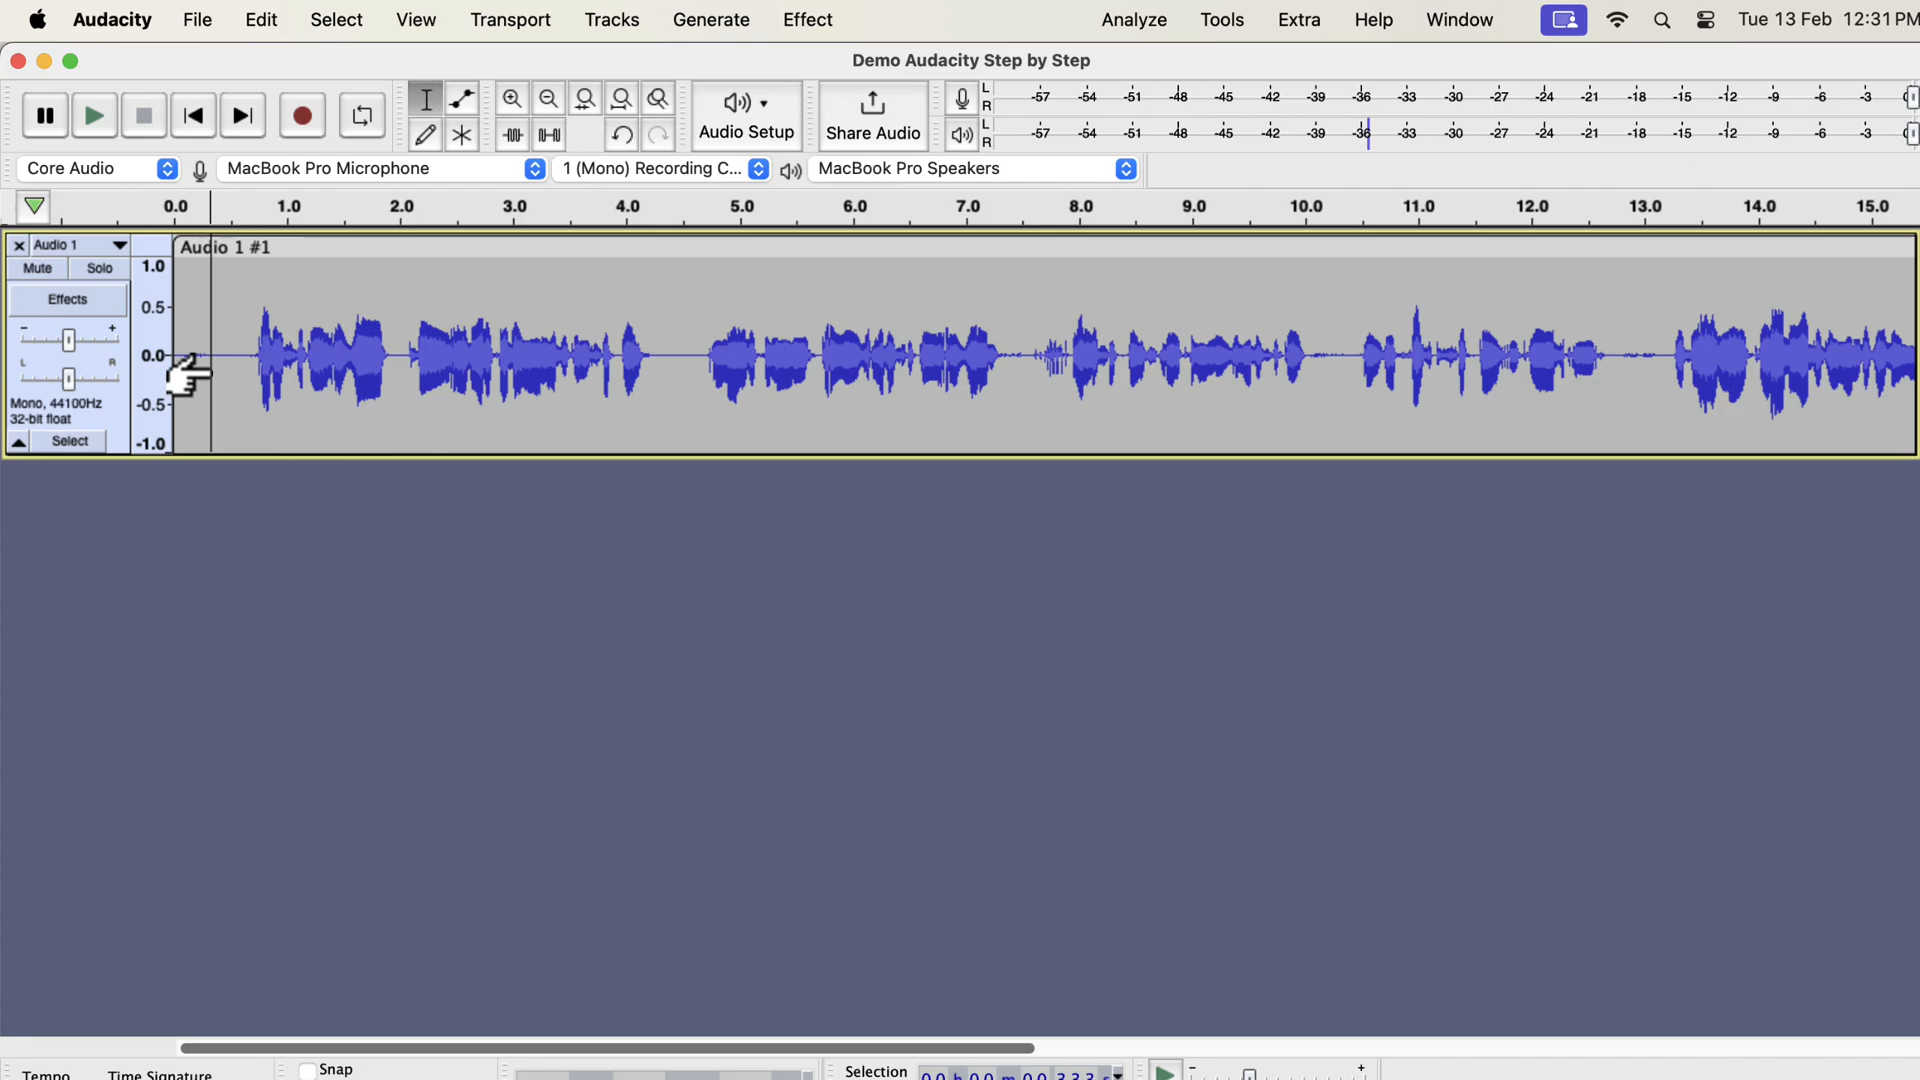 Audacity File Edit Select View Transport Tracks Generate Effect Analyze Tools Extra Help Window Tue 13 Feb 12:31 PM
Demo Audacity Step by Step
Audio Setup Share Audio
L -57 -54 -51 -48 -45 -42 -39 -36 -33 -30 -27 -24 -21 -18 -15 -12 -9 -6 -3
R
L -57 -54 -51 -48 -45 -42 -39 -36 -33 -30 -27 -24 -21 -18 -15 -12 -9 -6 -3
R
Core Audio MacBook Pro Microphone 1 (Mono) Recording C... MacBook Pro Speakers
0.0 1.0 2.0 3.0 4.0 5.0 6.0 7.0 8.0 9.0 10.0 11.0 12.0 13.0 14.0 15.0
Audio 1 Audio 1 #1
Mute Solo 1.0
Effects 0.5
- +
0.0
L R
Mono, 44100Hz -0.5
32-bit float
Select -1.0
Tempo Time Signature Snap Selection 00 h 00 m 00.333 s - +